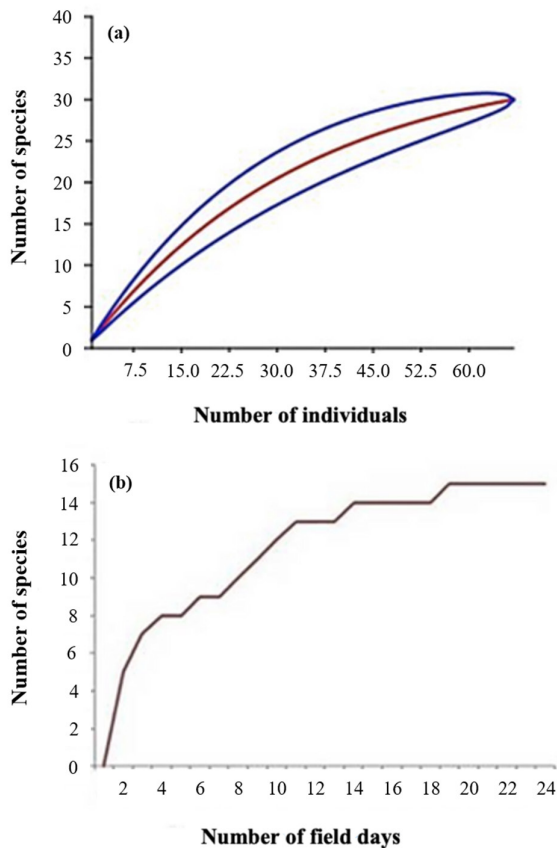 (a)
40
35
30
25
20
15
10
5
0
Number of species
7.5 15.0 22.5 30.0 37.5 45.0 52.5 60.0
Number of individuals
(b)
16
14
12
10
8
6
4
2
0
Number of species
2 4 6 8 10 12 14 16 18 20 22 24
Number of field days